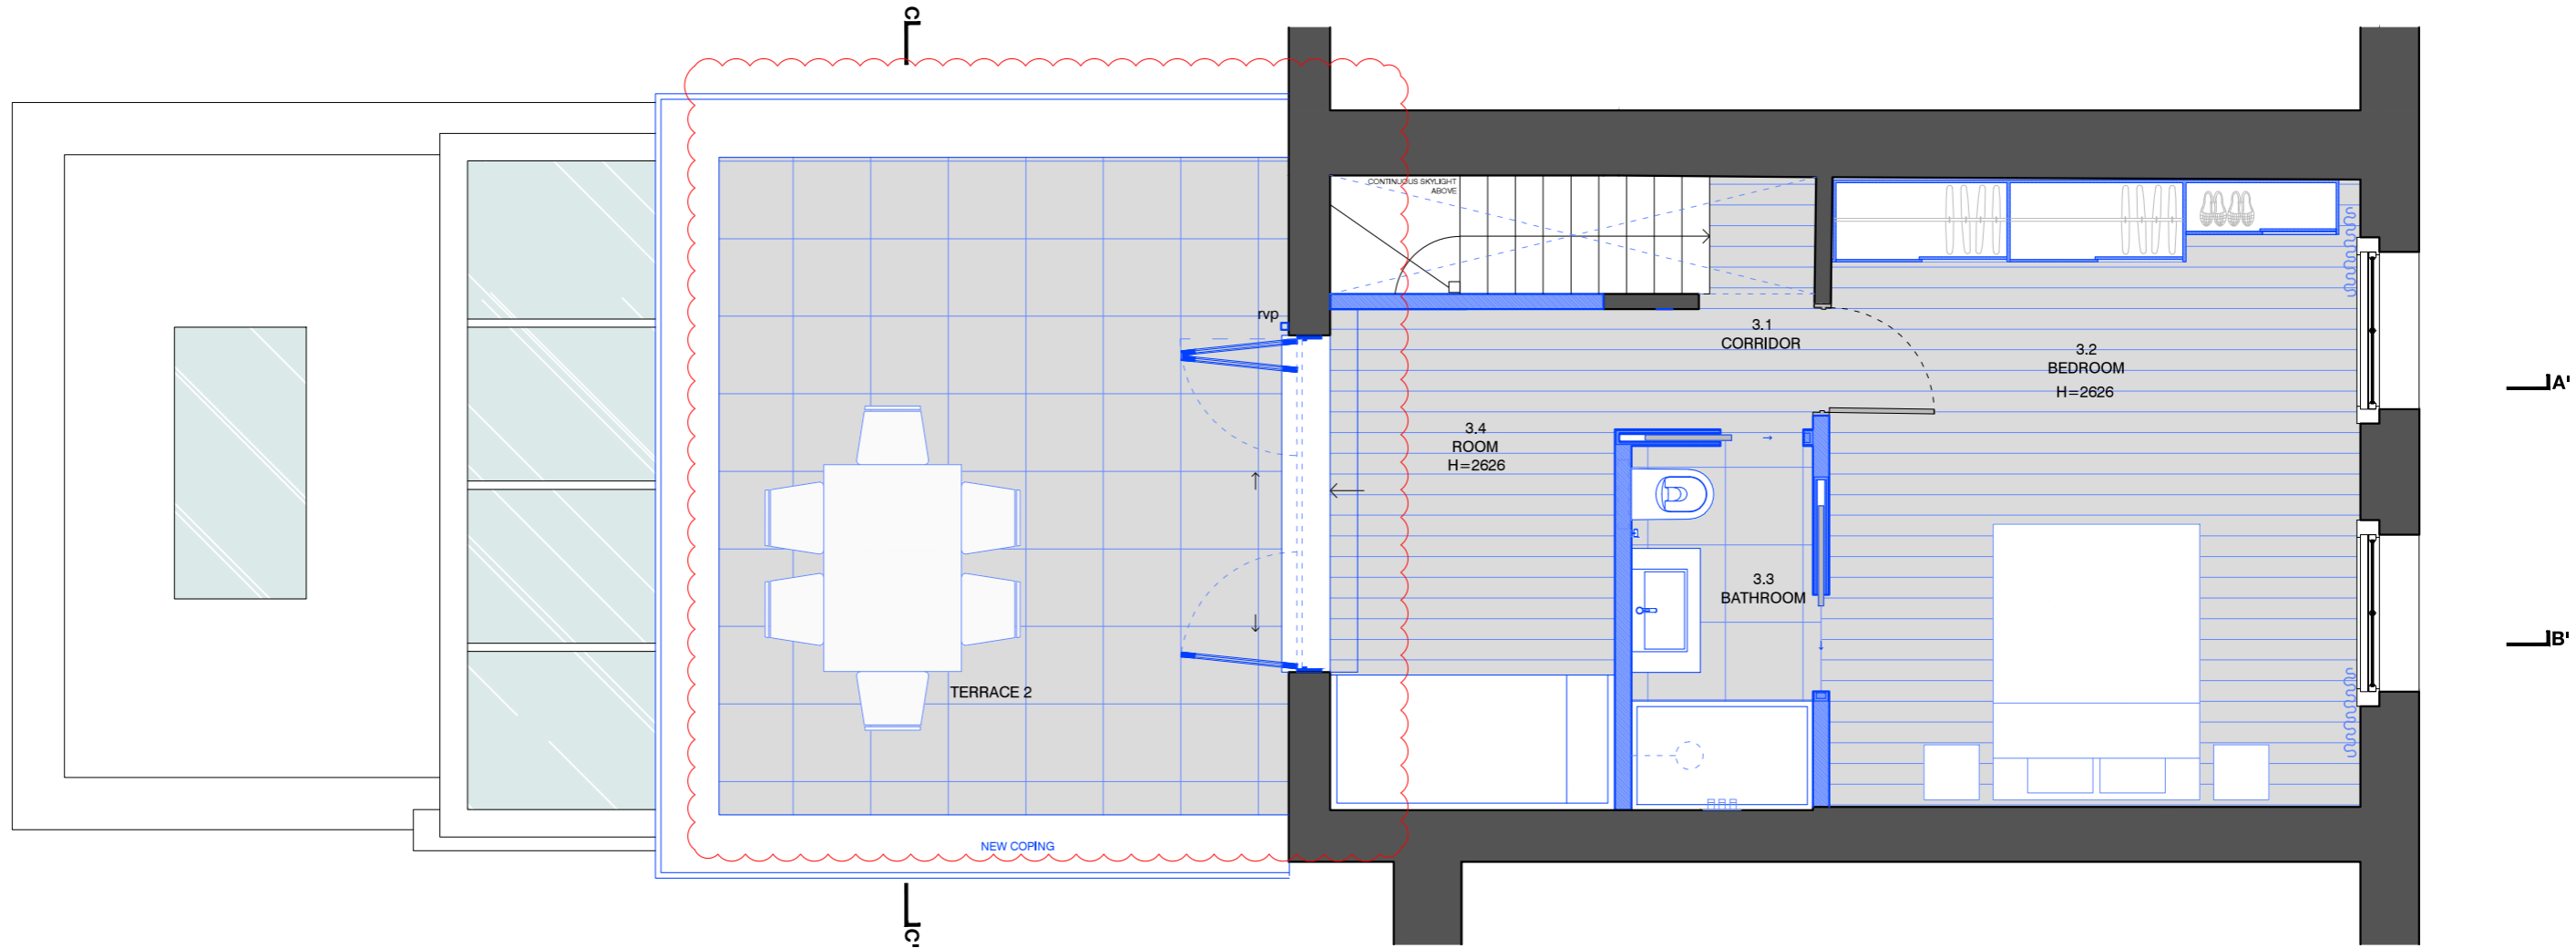 C
CONTINUOUS SKYLIGHT
ABOVE
rvp
3.1
CORRIDOR
3.2
BEDROOM
H=2626
A'
3.4
ROOM
H=2626
3.3
BATHROOM
B'
TERRACE 2
NEW COPING
C'